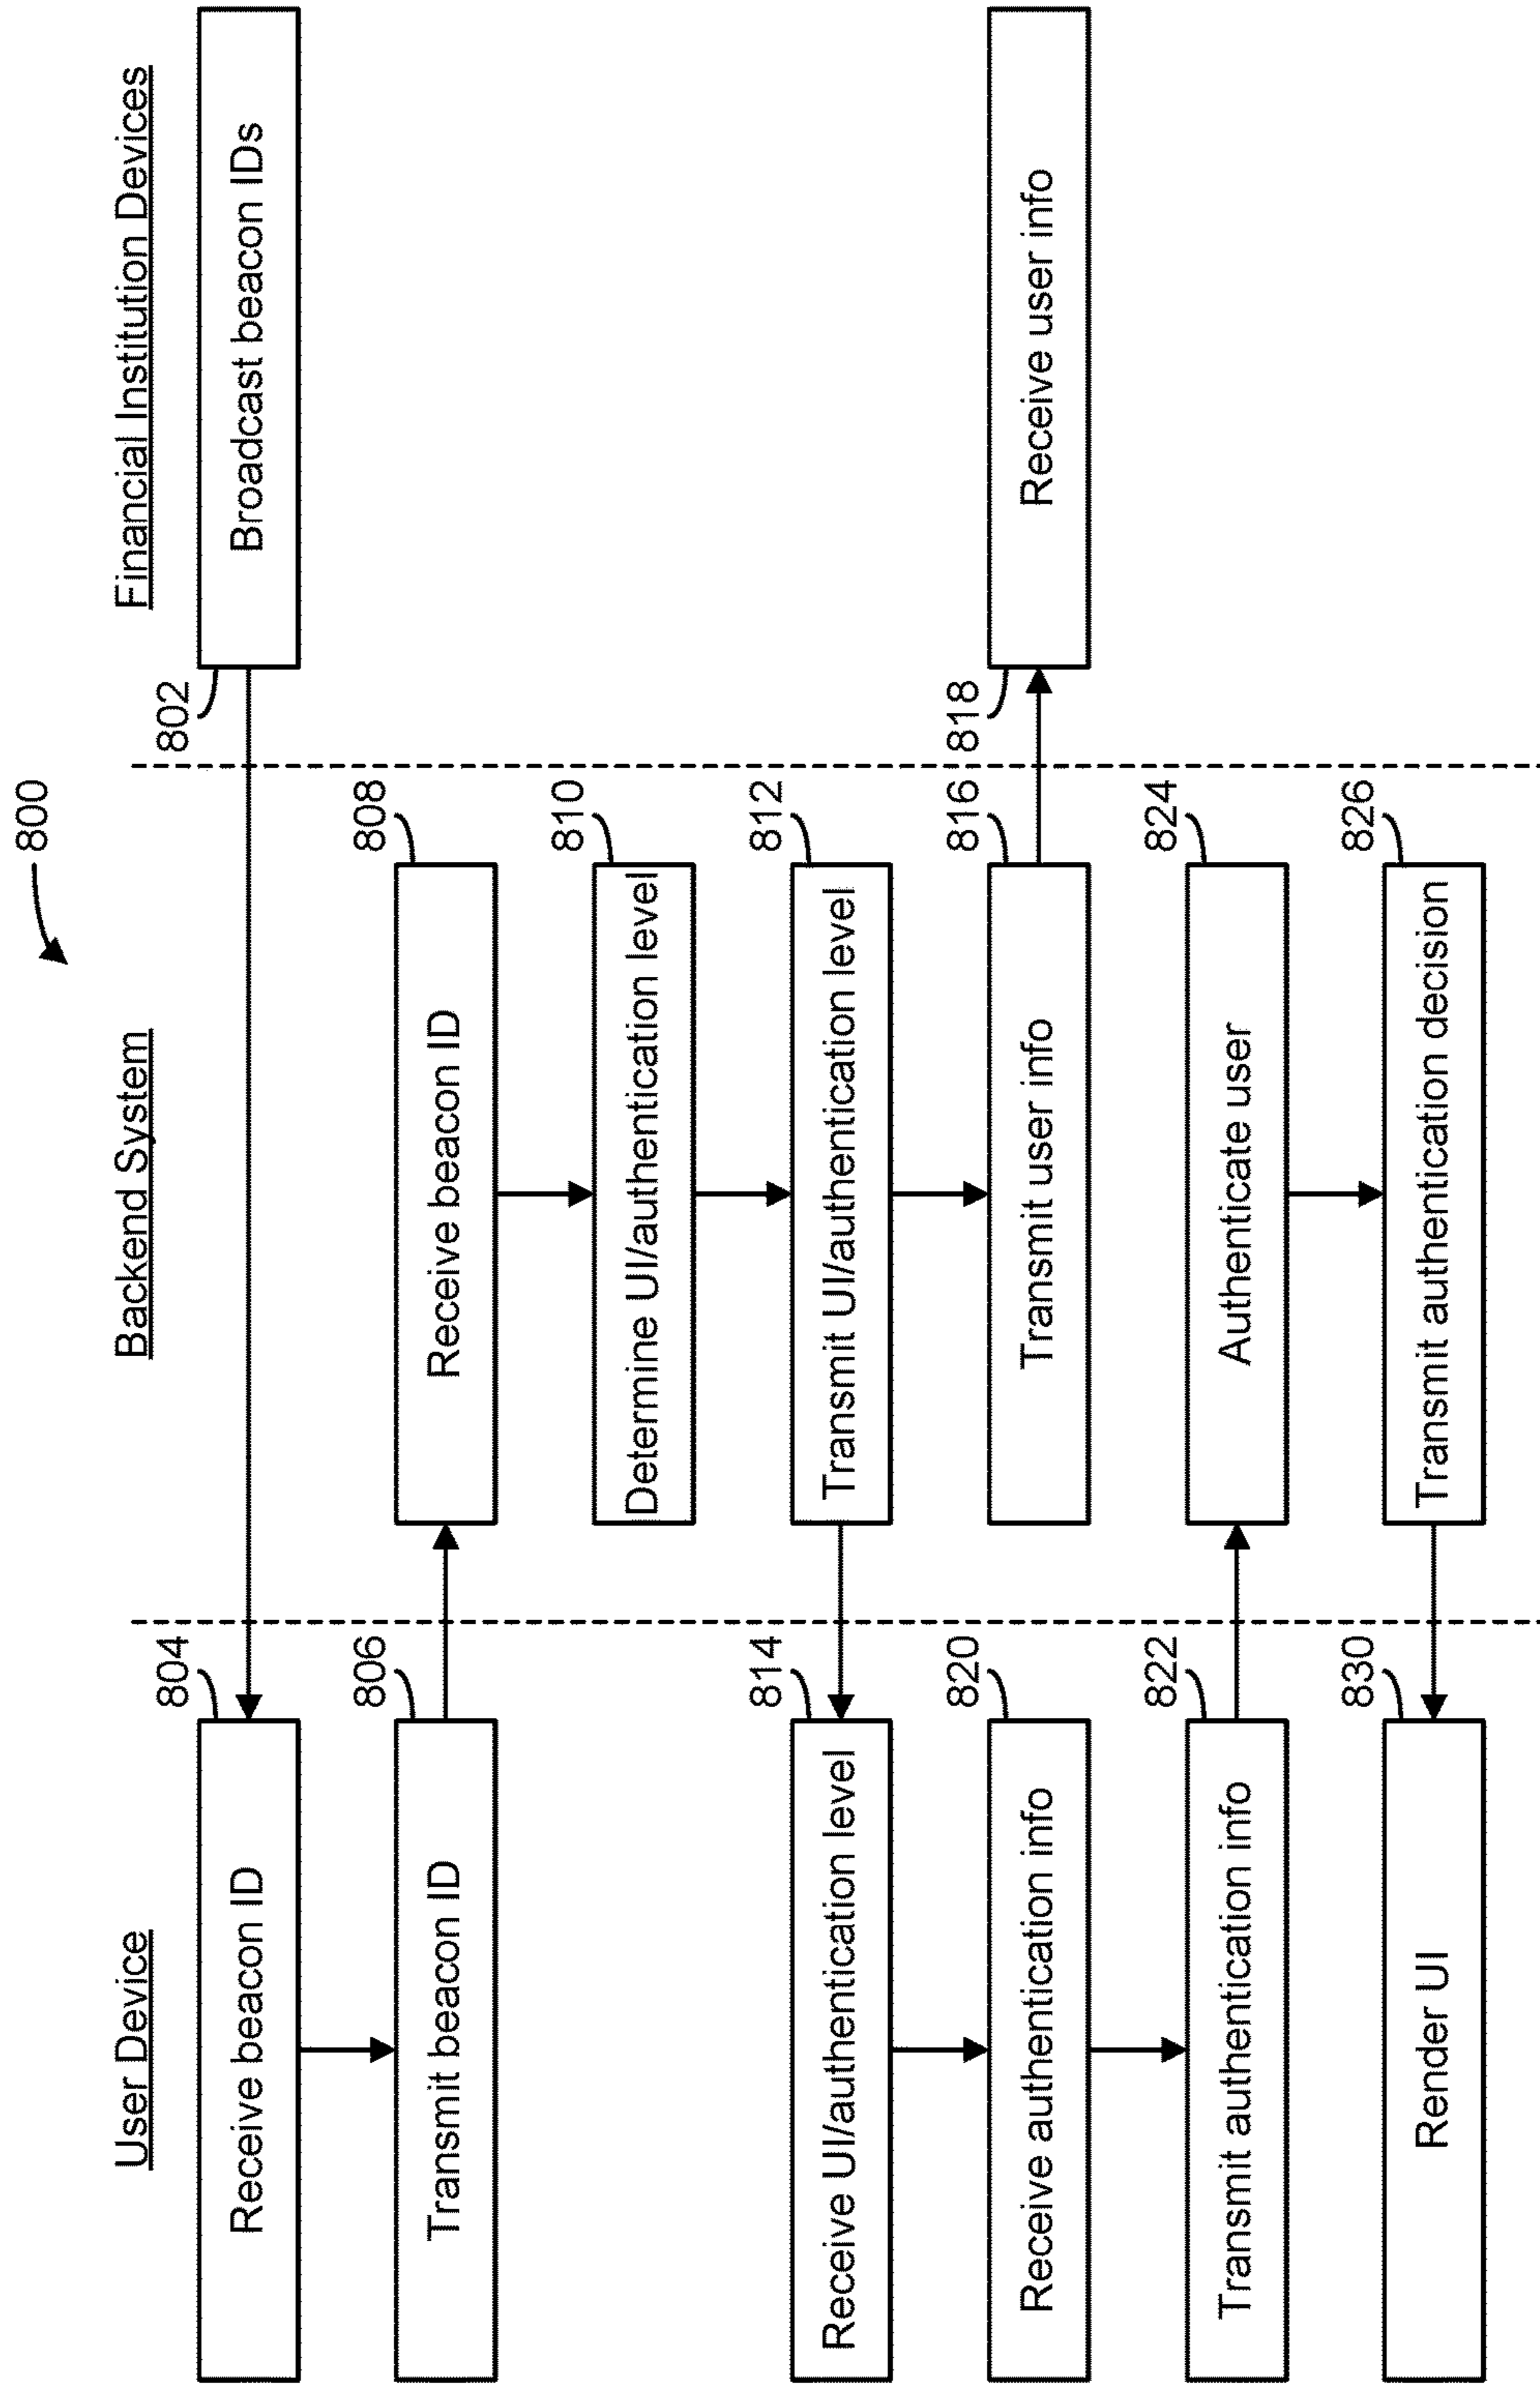 800
User Device
Backend System
Financial Institution Devices
804
802
Receive beacon ID
Broadcast beacon IDs
806
808
Transmit beacon ID
Receive beacon ID
810
Determine UI/authentication level
814
812
Receive UI/authentication level
Transmit UI/authentication level
820
816
818
Receive authentication info
Transmit user info
Receive user info
822
824
Transmit authentication info
Authenticate user
830
826
Render UI
Transmit authentication decision